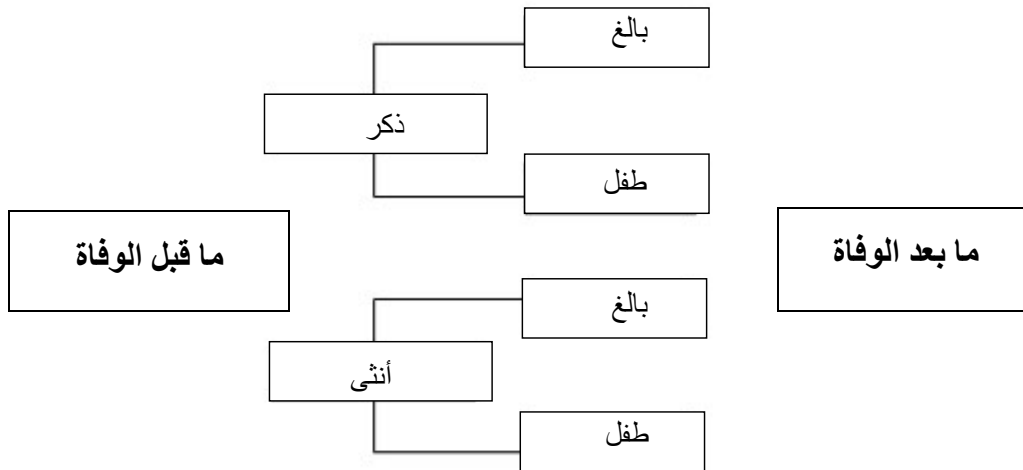 بالغ
ذكر
طفل
ما بعد الوفاة
ما قبل الوفاة
بالغ
أنثى
طفل